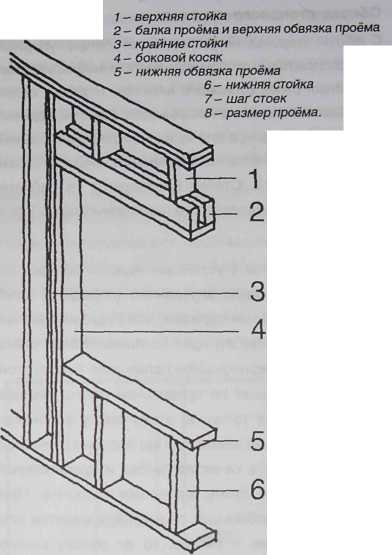 1 – верхняя стойка
2 – балка проёма и верхняя обвязка проёма
3 – крайние стойки
4 – боковой косяк
5 – нижняя обвязка проёма
6 – нижняя стойка
7 – шаг стоек
8 – размер проёма.
1
2
3
4
5
6